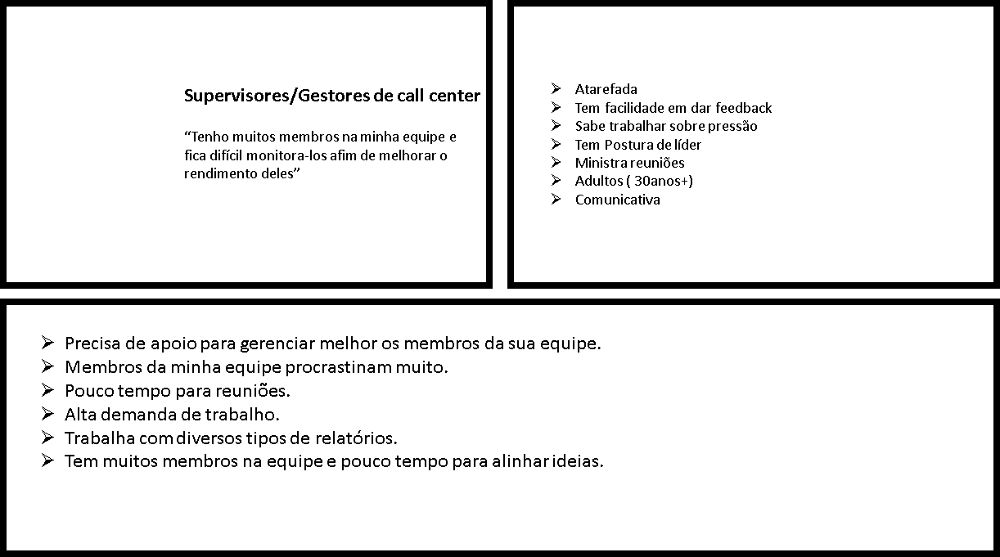 Supervisores/Gestores de call center
“Tenho muitos membros na minha equipe e
fica difícil monitora-los afim de melhorar o
rendimento deles”
Atarefada
Tem facilidade em dar feedback
Sabe trabalhar sobre pressão
Tem Postura de líder
Ministra reuniões
Adultos ( 30anos+)
Comunicativa
Precisa de apoio para gerenciar melhor os membros da sua equipe.
Membros da minha equipe procrastinam muito.
Pouco tempo para reuniões.
Alta demanda de trabalho.
Trabalha com diversos tipos de relatórios.
Tem muitos membros na equipe e pouco tempo para alinhar ideias.